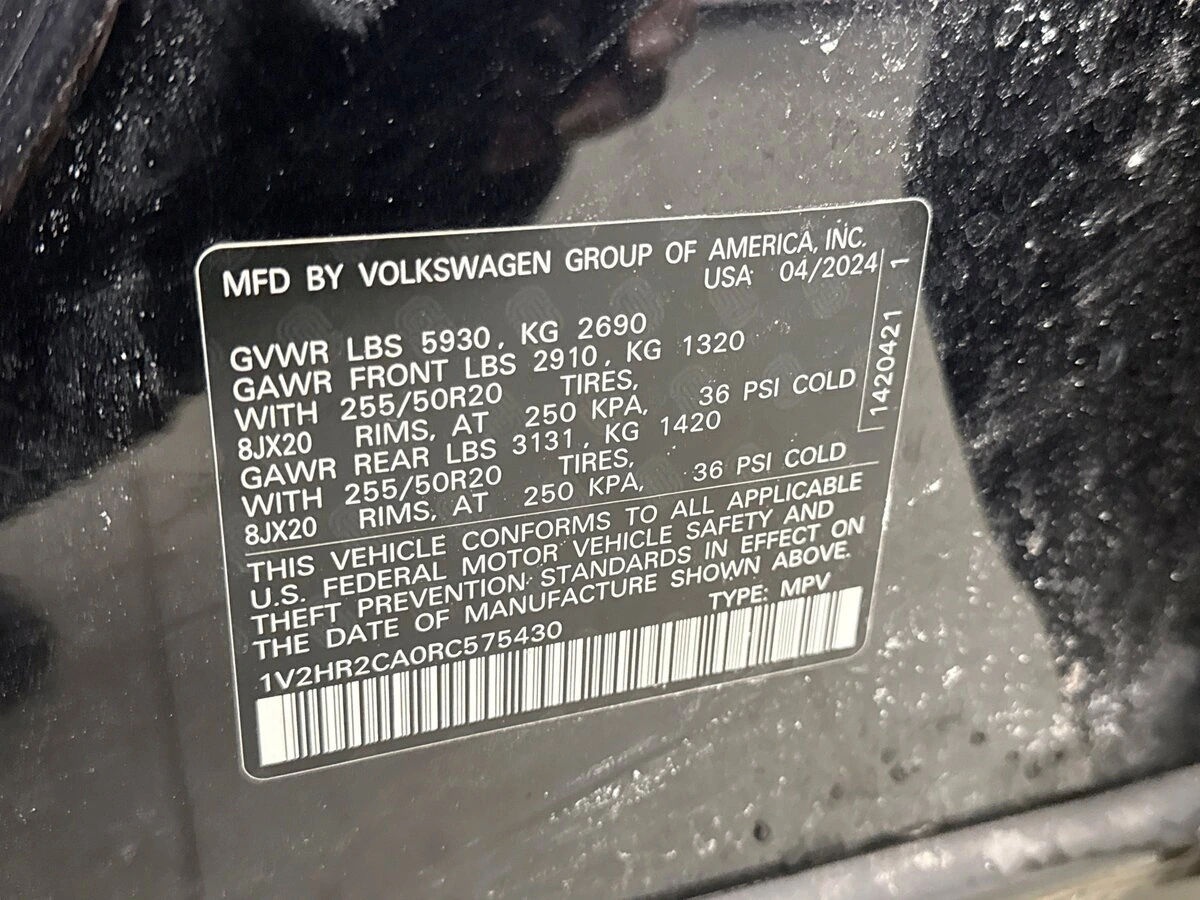 MFD BY VOLKSWAGEN GROUP OF AMERICA, INC.
USA 04/2024
GVWR LBS 5930, KG 2690
GAWR FRONT LBS 2910, KG 1320
WITH 255/50R20 TIRES,
8JX20 RIMS, AT 250 KPA, 36 PSI COLD
GAWR REAR LBS 3131, KG 1420
WITH 255/50R20 TIRES,
8JX20 RIMS, AT 250 KPA, 36 PSI COLD
THIS VEHICLE CONFORMS TO ALL APPLICABLE
U.S. FEDERAL MOTOR VEHICLE SAFETY AND
THEFT PREVENTION STANDARDS IN EFFECT ON
THE DATE OF MANUFACTURE SHOWN ABOVE.
TYPE: MPV
1V2HR2CA0RC575430
1420421 1